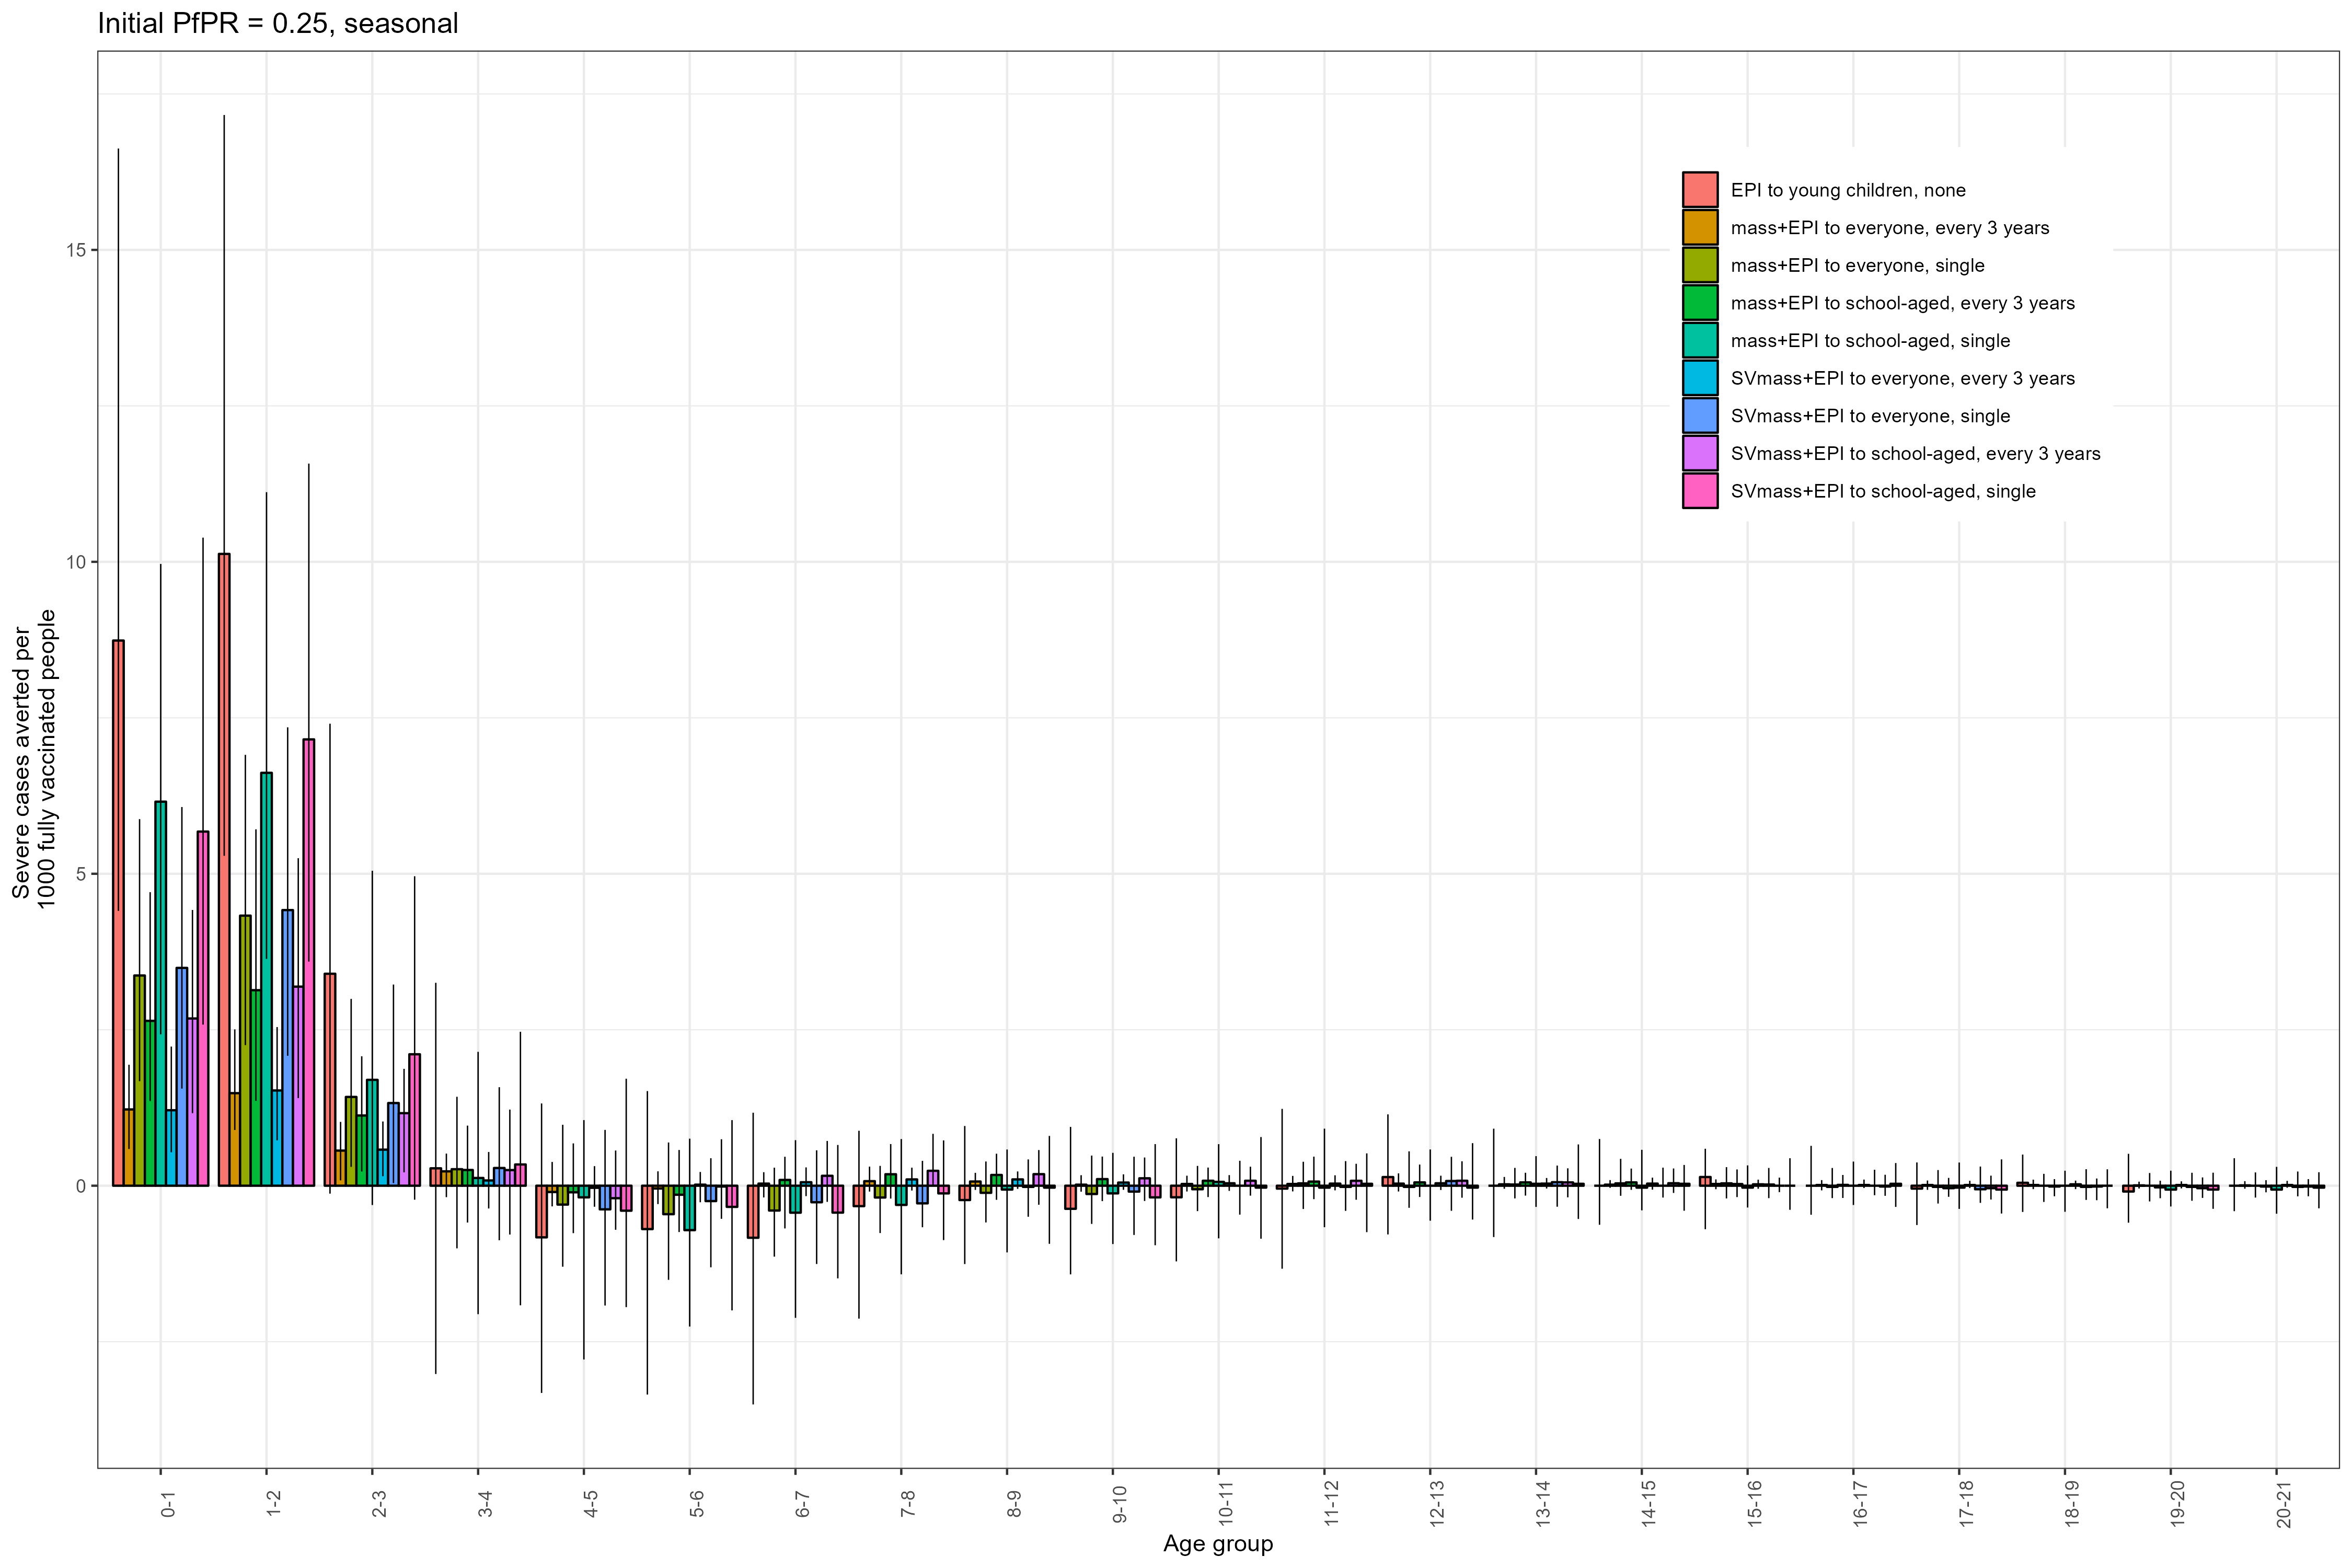 Initial PfPR = 0.25, seasonal
Severe cases averted per
1000 fully vaccinated people
15
10
5
0
EPI to young children, none
mass+EPI to everyone, every 3 years
mass+EPI to everyone, single
mass+EPI to school-aged, every 3 years
mass+EPI to school-aged, single
SVmass+EPI to everyone, every 3 years
SVmass+EPI to everyone, single
SVmass+EPI to school-aged, every 3 years
SVmass+EPI to school-aged, single
0-1
1-2
2-3
3-4
4-5
5-6
6-7
7-8
8-9
9-10
10-11
11-12
12-13
13-14
14-15
15-16
16-17
17-18
18-19
19-20
20-21
Age group